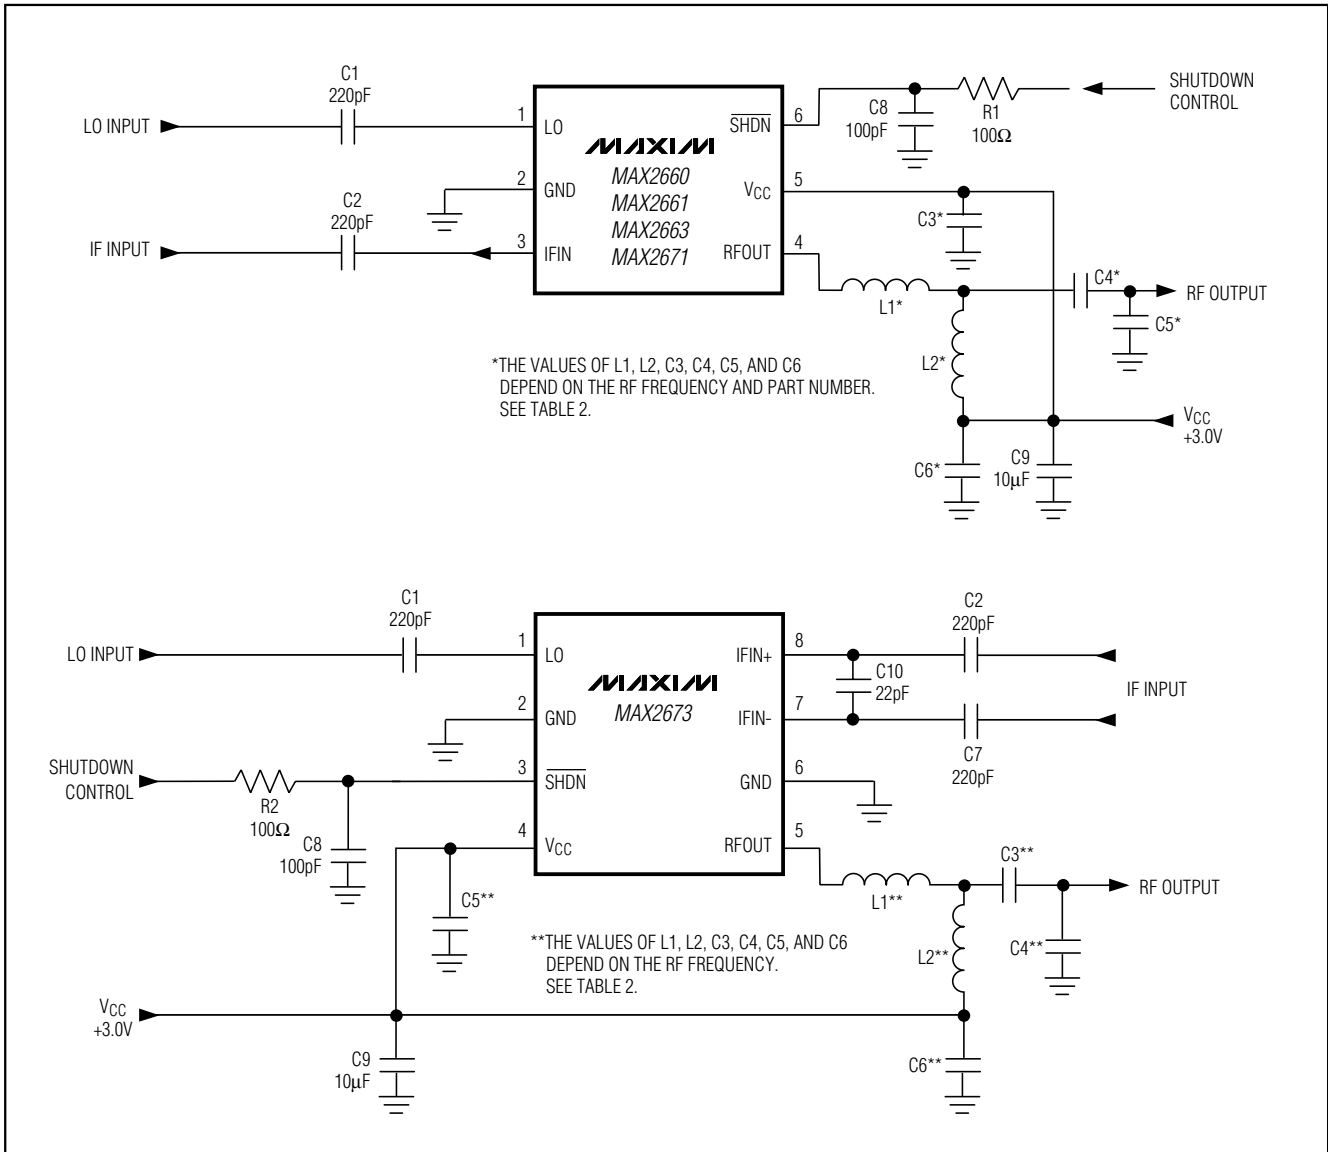 C1
220pF
LO INPUT
1
LO
2
GND
C2
220pF
IF INPUT
3
IFIN
MAXIM
MAX2660
MAX2661
MAX2663
MAX2671
SHDN
6
VCC
5
RFOUT
4
C8
100pF
R1
100Ω
SHUTDOWN
CONTROL
C3*
L1*
C4*
RF OUTPUT
C5*
L2*
*THE VALUES OF L1, L2, C3, C4, C5, AND C6
DEPEND ON THE RF FREQUENCY AND PART NUMBER.
SEE TABLE 2.
VCC
+3.0V
C6*
C9
10µF
C1
220pF
LO INPUT
1
LO
2
GND
SHUTDOWN
CONTROL
R2
100Ω
3
SHDN
C8
100pF
4
VCC
C5**
MAXIM
MAX2673
IFIN+
8
C2
220pF
C10
22pF
IF INPUT
IFIN-
7
C7
220pF
GND
6
RFOUT
5
C3**
RF OUTPUT
L1**
L2**
C4**
**THE VALUES OF L1, L2, C3, C4, C5, AND C6
DEPEND ON THE RF FREQUENCY.
SEE TABLE 2.
VCC
+3.0V
C9
10µF
C6**